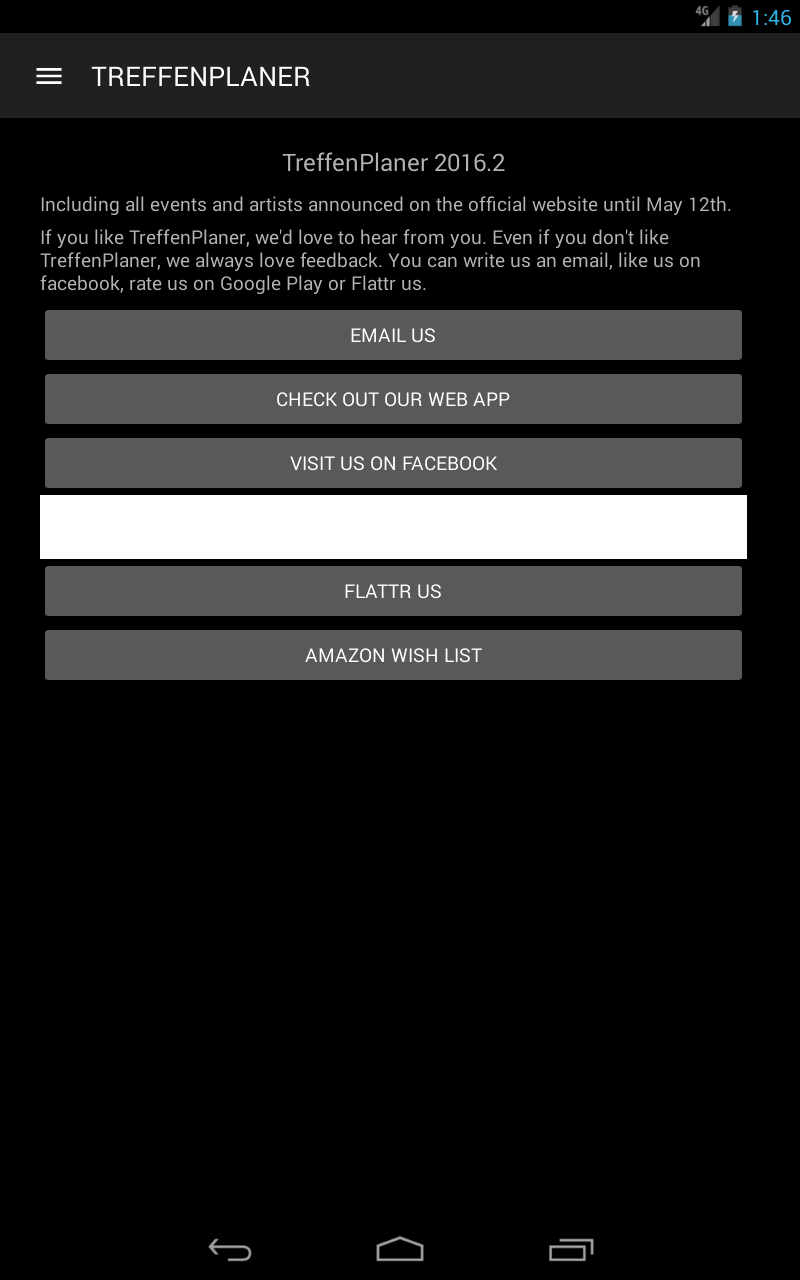 4G 1:46
TREFFENPLANER
TreffenPlaner 2016.2
Including all events and artists announced on the official website until May 12th.
If you like TreffenPlaner, we'd love to hear from you. Even if you don't like
TreffenPlaner, we always love feedback. You can write us an email, like us on
facebook, rate us on Google Play or Flattr us.
EMAIL US
CHECK OUT OUR WEB APP
VISIT US ON FACEBOOK
FLATTR US
AMAZON WISH LIST